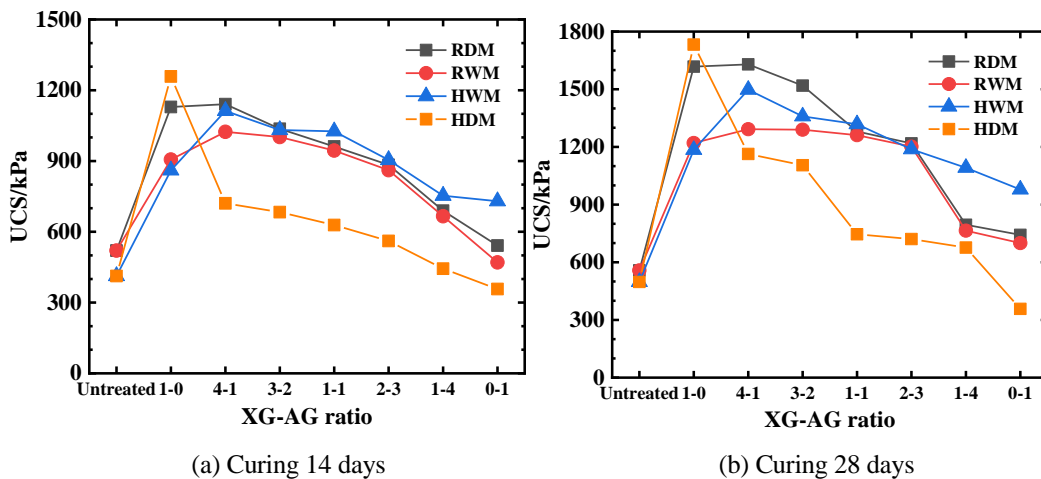 1500
1200
900
600
300
0
UCS/kPa
RDM
RWM
HWM
HDM
Untreated 1-0 4-1 3-2 1-1 2-3 1-4 0-1
XG-AG ratio
(a) Curing 14 days
1800
1500
1200
900
600
300
0
UCS/kPa
RDM
RWM
HWM
HDM
Untreated 1-0 4-1 3-2 1-1 2-3 1-4 0-1
XG-AG ratio
(b) Curing 28 days